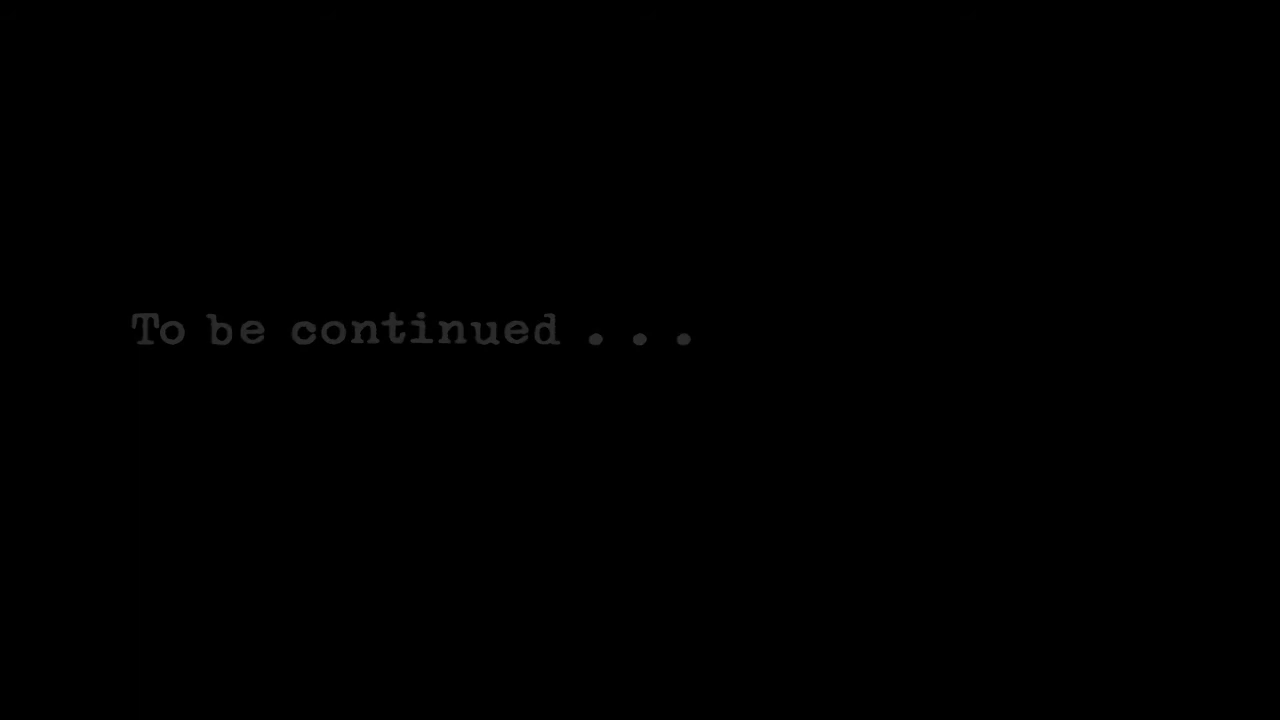 To be continued . . .